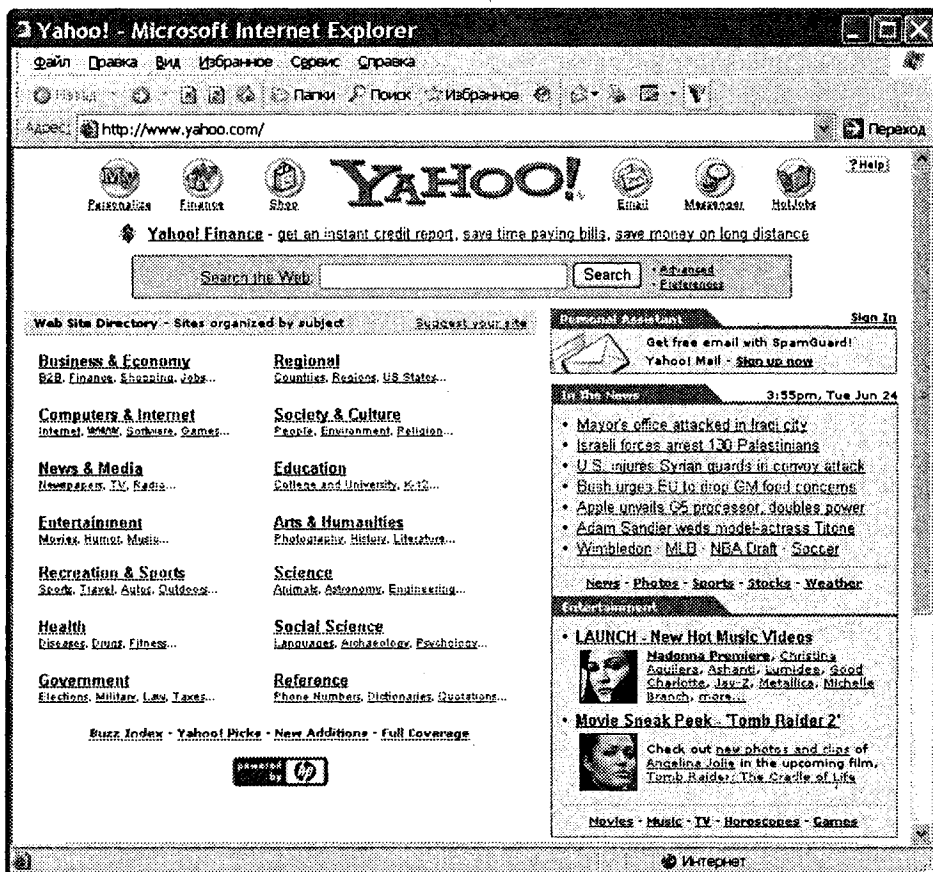 Yahoo! - Microsoft Internet Explorer
Файл Правка Вид Избранное Сервис Справка
Назад Папки Поиск Избранное
Адрес: http://www.yahoo.com/ Переход
My YAHOO! ? Help
Personalize Finance Shop Email Messenger HotJobs
Yahoo! Finance - get an instant credit report, save time paying bills, save money on long distance
Search the Web: Search · Advanced
· Preferences
Web Site Directory - Sites organized by subject Suggest your site
Business & Economy
B2B, Finance, Shopping, Jobs...
Regional
Countries, Regions, US States...
Computers & Internet
Internet, WWW, Software, Games...
Society & Culture
People, Environment, Religion...
News & Media
Newspapers, TV, Radio...
Education
College and University, K-12...
Entertainment
Movies, Humor, Music...
Arts & Humanities
Photography, History, Literature...
Recreation & Sports
Sports, Travel, Autos, Outdoors...
Science
Animals, Astronomy, Engineering...
Health
Diseases, Drugs, Fitness...
Social Science
Languages, Archaeology, Psychology...
Government
Elections, Military, Law, Taxes...
Reference
Phone Numbers, Dictionaries, Quotations...
Buzz Index - Yahoo! Picks - New Additions - Full Coverage
powered
by hp
Personal Assistant Sign In
Get free email with SpamGuard!
Yahoo! Mail - Sign up now
In The News 3:55pm, Tue Jun 24
• Mayor's office attacked in Iraqi city
• Israeli forces arrest 130 Palestinians
• U.S. injures Syrian guards in convoy attack
• Bush urges EU to drop GM food concerns
• Apple unveils G5 processor, doubles power
• Adam Sandler weds model-actress Titone
• Wimbledon · MLB · NBA Draft · Soccer
News - Photos - Sports - Stocks - Weather
Entertainment
• LAUNCH - New Hot Music Videos
Madonna Premiere, Christina
Aguilera, Ashanti, Lumidee, Good
Charlotte, Jay-Z, Metallica, Michelle
Branch, more...
• Movie Sneak Peek - 'Tomb Raider 2'
Check out new photos and clips of
Angelina Jolie in the upcoming film,
Tomb Raider: The Cradle of Life
Movies - Music - TV - Horoscopes - Games
Интернет